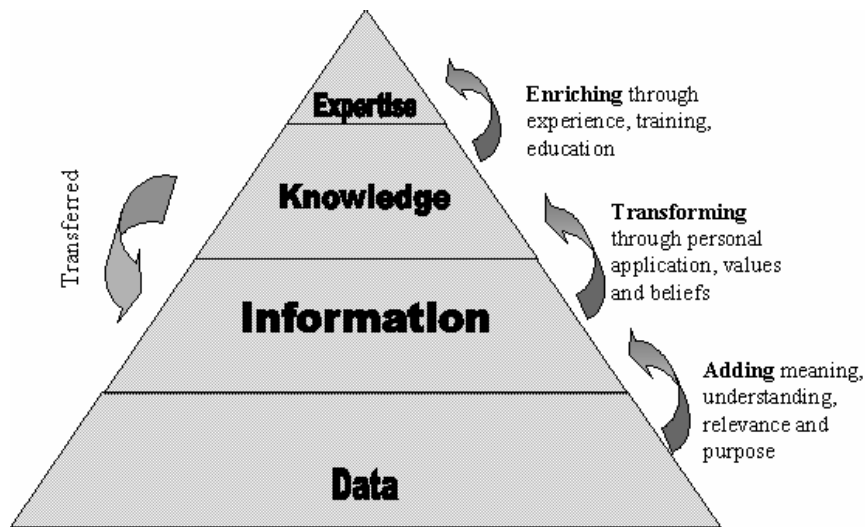 Expertise
Enriching through
experience, training,
education
Knowledge
Transferred
Transforming
through personal
application, values
and beliefs
Information
Adding meaning,
understanding,
relevance and
purpose
Data